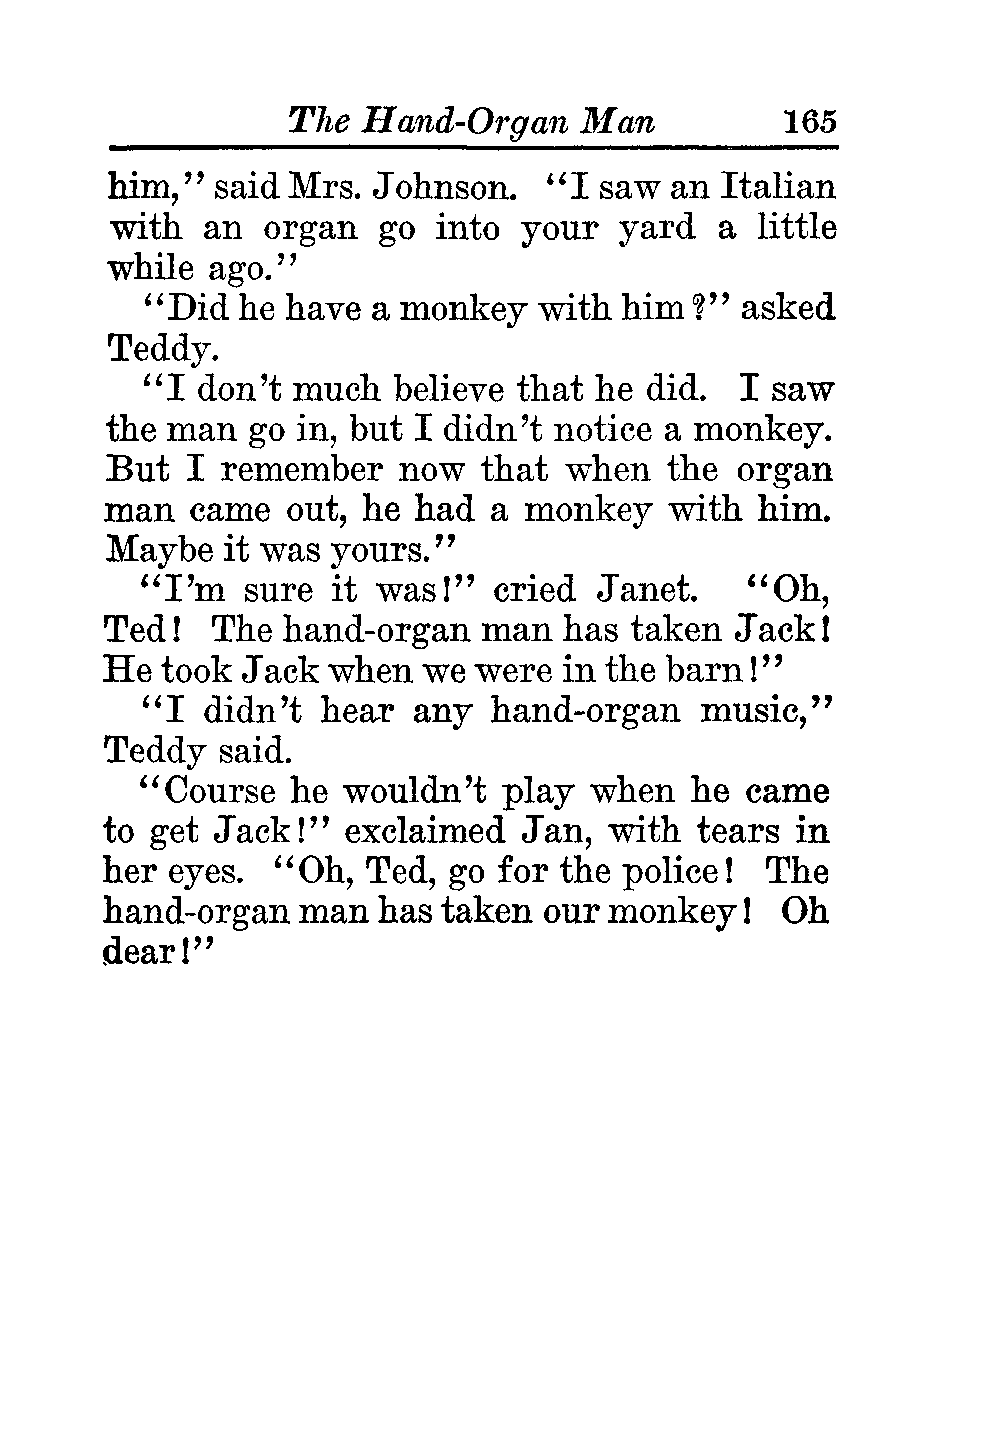 The Hand-Organ Man 165
him,” said Mrs. Johnson. “I saw an Italian
with an organ go into your yard a little
while ago.”
“Did he have a monkey with him?” asked
Teddy.
“I don’t much believe that he did. I saw
the man go in, but I didn’t notice a monkey.
But I remember now that when the organ
man came out, he had a monkey with him.
Maybe it was yours.”
“I’m sure it was!” cried Janet. “Oh,
Ted! The hand-organ man has taken Jack!
He took Jack when we were in the barn!”
“I didn’t hear any hand-organ music,”
Teddy said.
“Course he wouldn’t play when he came
to get Jack!” exclaimed Jan, with tears in
her eyes. “Oh, Ted, go for the police! The
hand-organ man has taken our monkey! Oh
dear!”